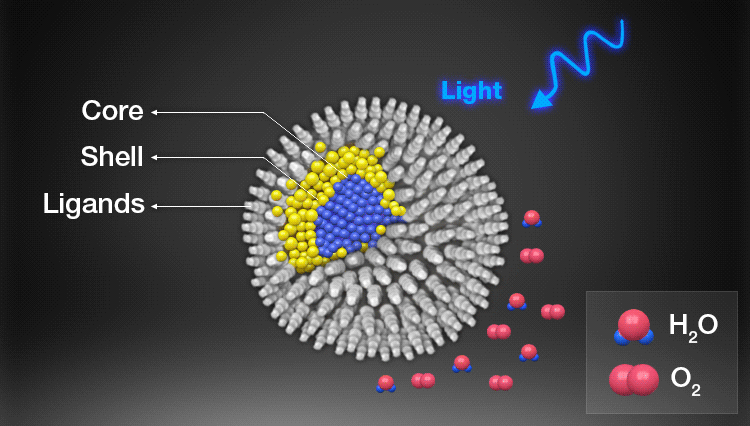 Light
Core
Shell
Ligands
H₂O
O₂